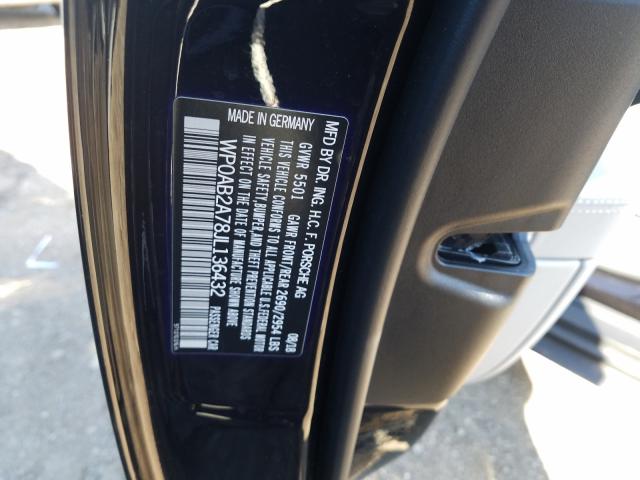 MFD BY DR. ING. H.C. F. PORSCHE AG
GVWR 5501 GAWR FRONT/REAR 2690/2954 LBS 08/18
THIS VEHICLE CONFORMS TO ALL APPLICABLE U.S. FEDERAL MOTOR
VEHICLE SAFETY, BUMPER, AND THEFT PREVENTION STANDARDS
IN EFFECT ON THE DATE OF MANUFACTURE SHOWN ABOVE
MADE IN GERMANY
PASSENGER CAR
WP0AB2A78JL136432